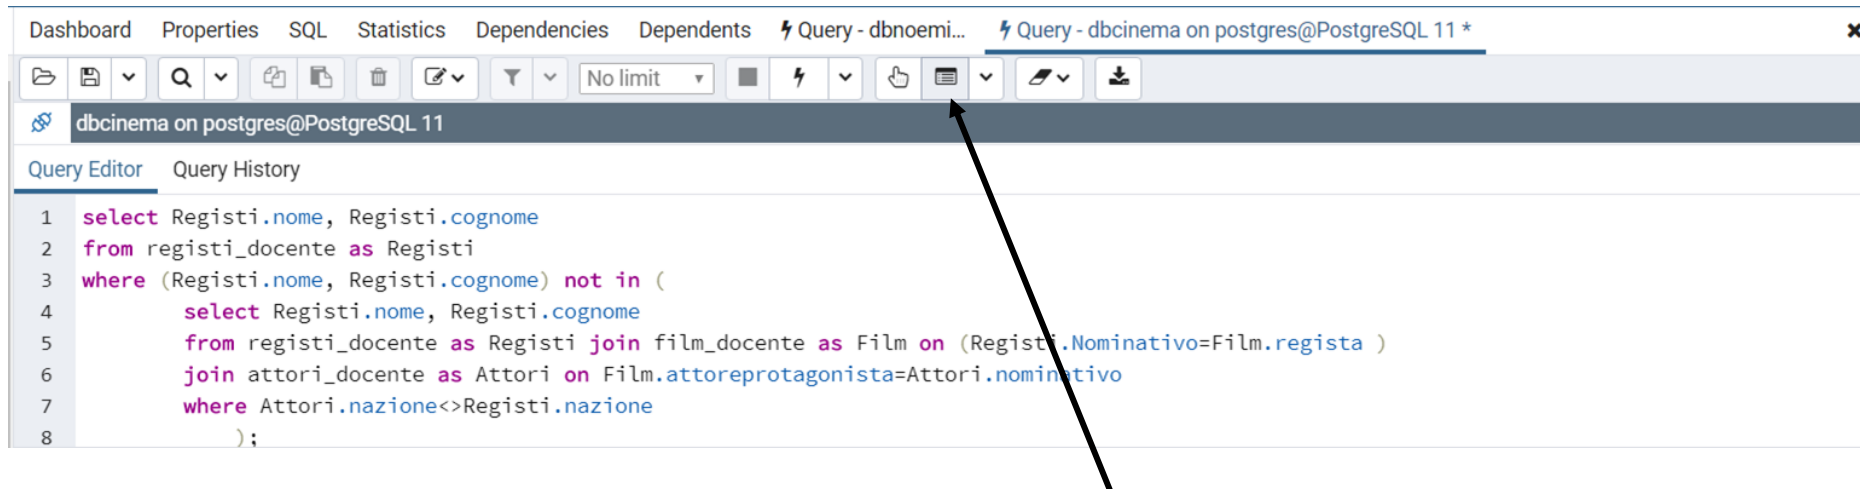 Dashboard Properties SQL Statistics Dependencies Dependents Query - dbnoemi... Query - dbcinema on postgres@PostgreSQL 11 *
No limit
dbcinema on postgres@PostgreSQL 11
Query Editor Query History
1 select Registi.nome, Registi.cognome
2 from registi_docente as Registi
3 where (Registi.nome, Registi.cognome) not in (
4 select Registi.nome, Registi.cognome
5 from registi_docente as Registi join film_docente as Film on (Registi.Nominativo=Film.regista )
6 join attori_docente as Attori on Film.attoreprotagonista=Attori.nominativo
7 where Attori.nazione<>Registi.nazione
8 );